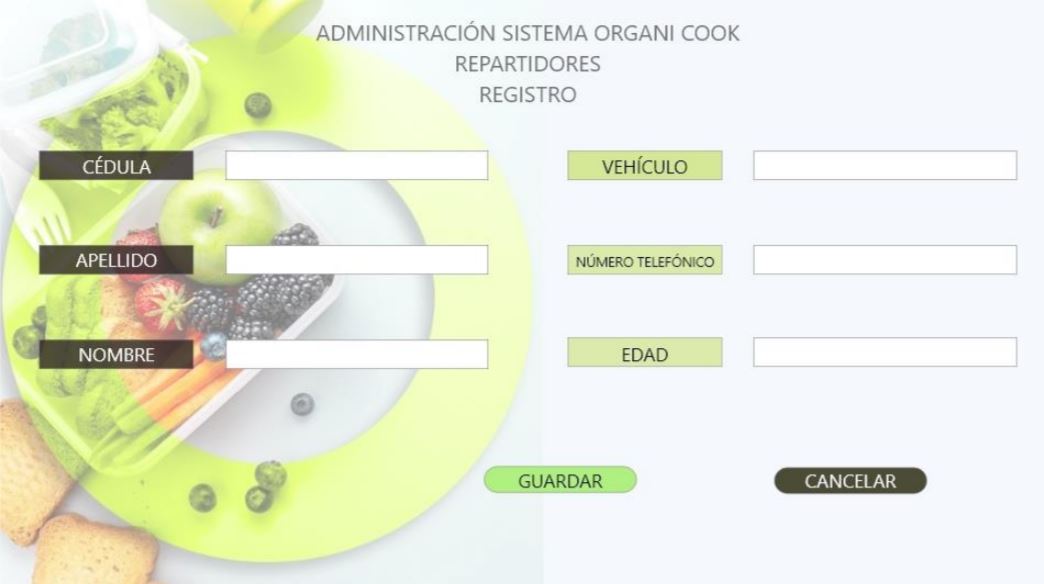 ADMINISTRACIÓN SISTEMA ORGANI COOK
REPARTIDORES
REGISTRO
CÉDULA
VEHÍCULO
APELLIDO
NÚMERO TELEFÓNICO
NOMBRE
EDAD
GUARDAR
CANCELAR